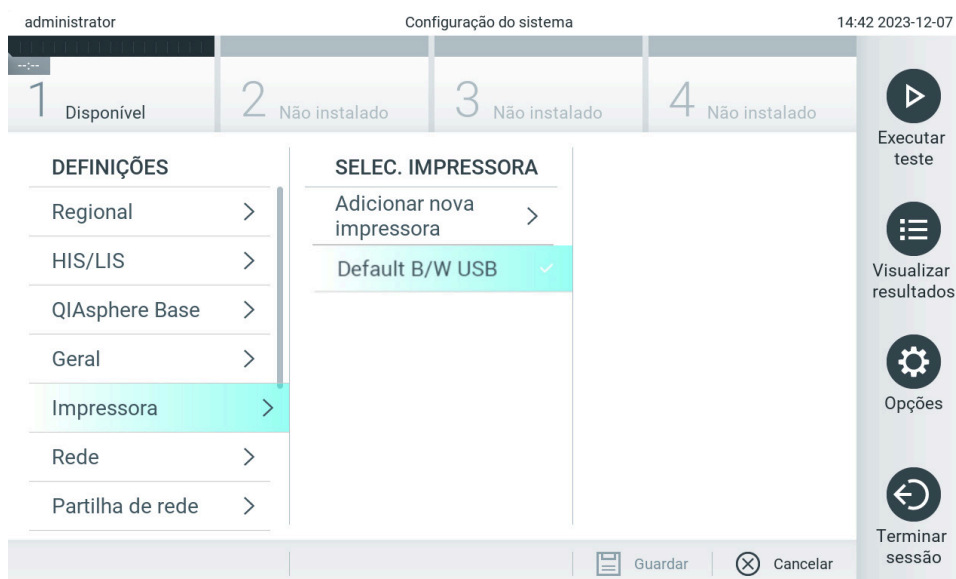 administrator
Configuração do sistema
14:42 2023-12-07
--:--
1 Disponível
2 Não instalado
3 Não instalado
4 Não instalado
DEFINIÇÕES
Regional
HIS/LIS
QIAsphere Base
Geral
Impressora
Rede
Partilha de rede
SELEC. IMPRESSORA
Adicionar nova
impressora
Default B/W USB
Executar
teste
Visualizar
resultados
Opções
Terminar
sessão
Guardar
Cancelar